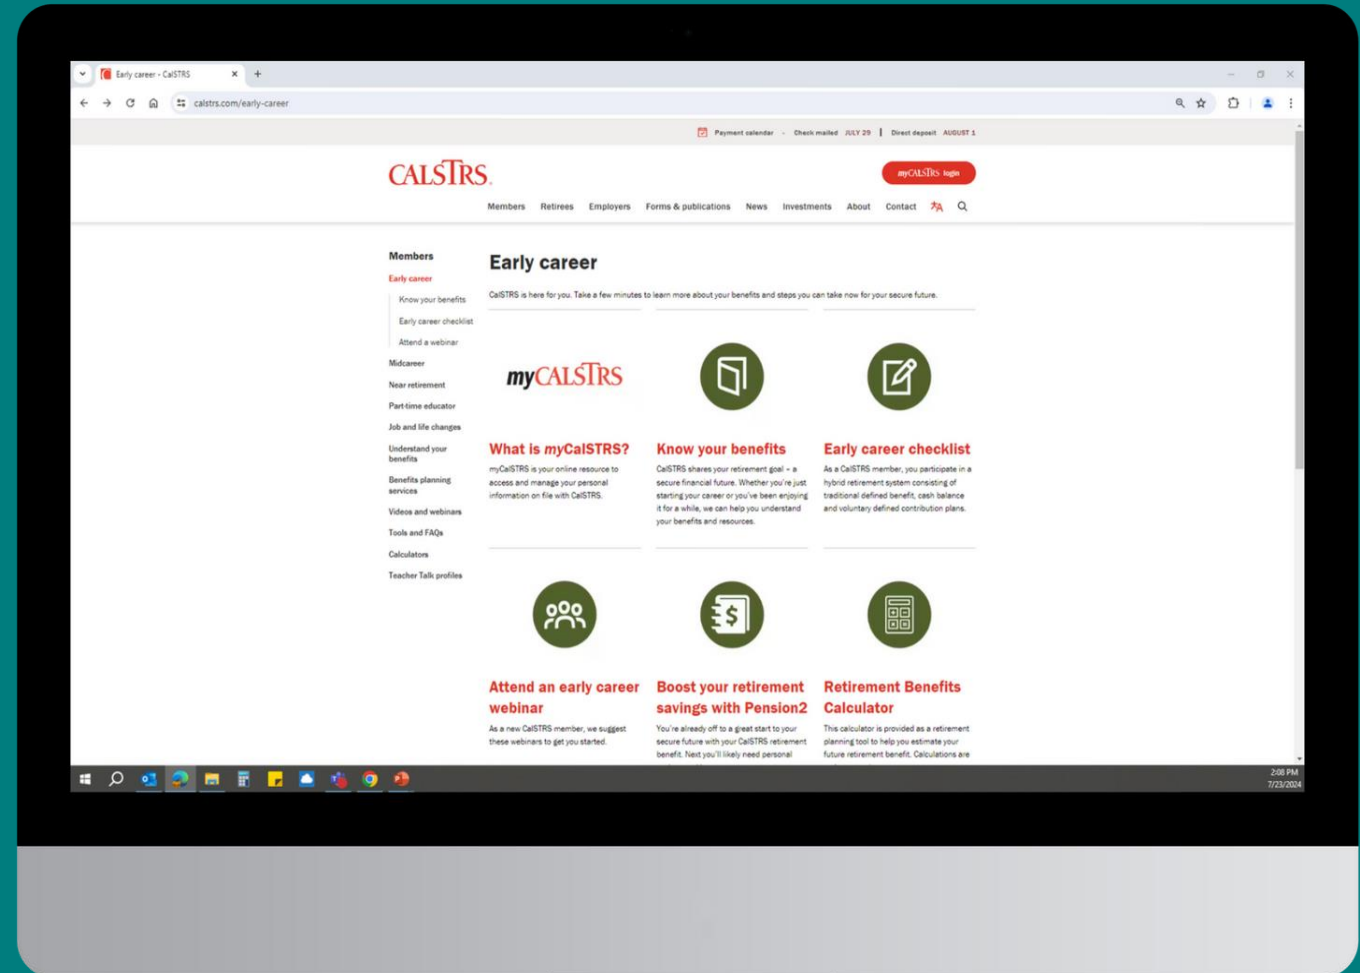 Early career - CalSTRS
calstrs.com/early-career
Payment calendar - Check mailed JULY 29 | Direct deposit AUGUST 1
CALSTRS
myCALSTRS login
Members Retirees Employers Forms & publications News Investments About Contact
Members
Early career
Know your benefits
Early career checklist
Attend a webinar
Midcareer
Near retirement
Part-time educator
Job and life changes
Understand your
benefits
Benefits planning
services
Videos and webinars
Tools and FAQs
Calculators
Teacher Talk profiles
Early career
CalSTRS is here for you. Take a few minutes to learn more about your benefits and steps you can take now for your secure future.
myCALSTRS
What is myCalSTRS?
myCalSTRS is your online resource to
access and manage your personal
information on file with CalSTRS.
Know your benefits
CalSTRS shares your retirement goal – a
secure financial future. Whether you're just
starting your career or you've been enjoying
it for a while, we can help you understand
your benefits and resources.
Early career checklist
As a CalSTRS member, you participate in a
hybrid retirement system consisting of
traditional defined benefit, cash balance
and voluntary defined contribution plans.
Attend an early career
webinar
As a new CalSTRS member, we suggest
these webinars to get you started.
Boost your retirement
savings with Pension2
You're already off to a great start to your
secure future with your CalSTRS retirement
benefit. Next you'll likely need personal
Retirement Benefits
Calculator
This calculator is provided as a retirement
planning tool to help you estimate your
future retirement benefit. Calculations are
2:08 PM
7/23/2024